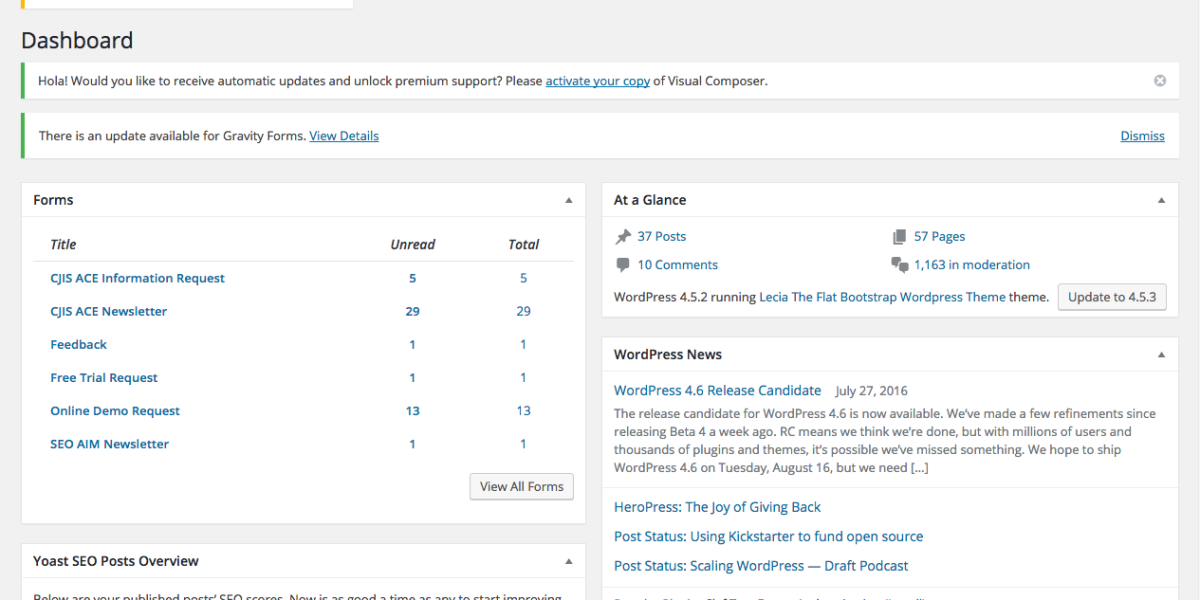 Dashboard
Hola! Would you like to receive automatic updates and unlock premium support? Please activate your copy of Visual Composer.
There is an update available for Gravity Forms. View Details
Dismiss
Forms
Title Unread Total
CJIS ACE Information Request 5 5
CJIS ACE Newsletter 29 29
Feedback 1 1
Free Trial Request 1 1
Online Demo Request 13 13
SEO AIM Newsletter 1 1
View All Forms
Yoast SEO Posts Overview
Below are your published posts' SEO scores. Now is as good a time as any to start improving
At a Glance
37 Posts 57 Pages
10 Comments 1,163 in moderation
WordPress 4.5.2 running Lecia The Flat Bootstrap Wordpress Theme theme. Update to 4.5.3
WordPress News
WordPress 4.6 Release Candidate July 27, 2016
The release candidate for WordPress 4.6 is now available. We've made a few refinements since
releasing Beta 4 a week ago. RC means we think we're done, but with millions of users and
thousands of plugins and themes, it's possible we've missed something. We hope to ship
WordPress 4.6 on Tuesday, August 16, but we need [...]
HeroPress: The Joy of Giving Back
Post Status: Using Kickstarter to fund open source
Post Status: Scaling WordPress — Draft Podcast